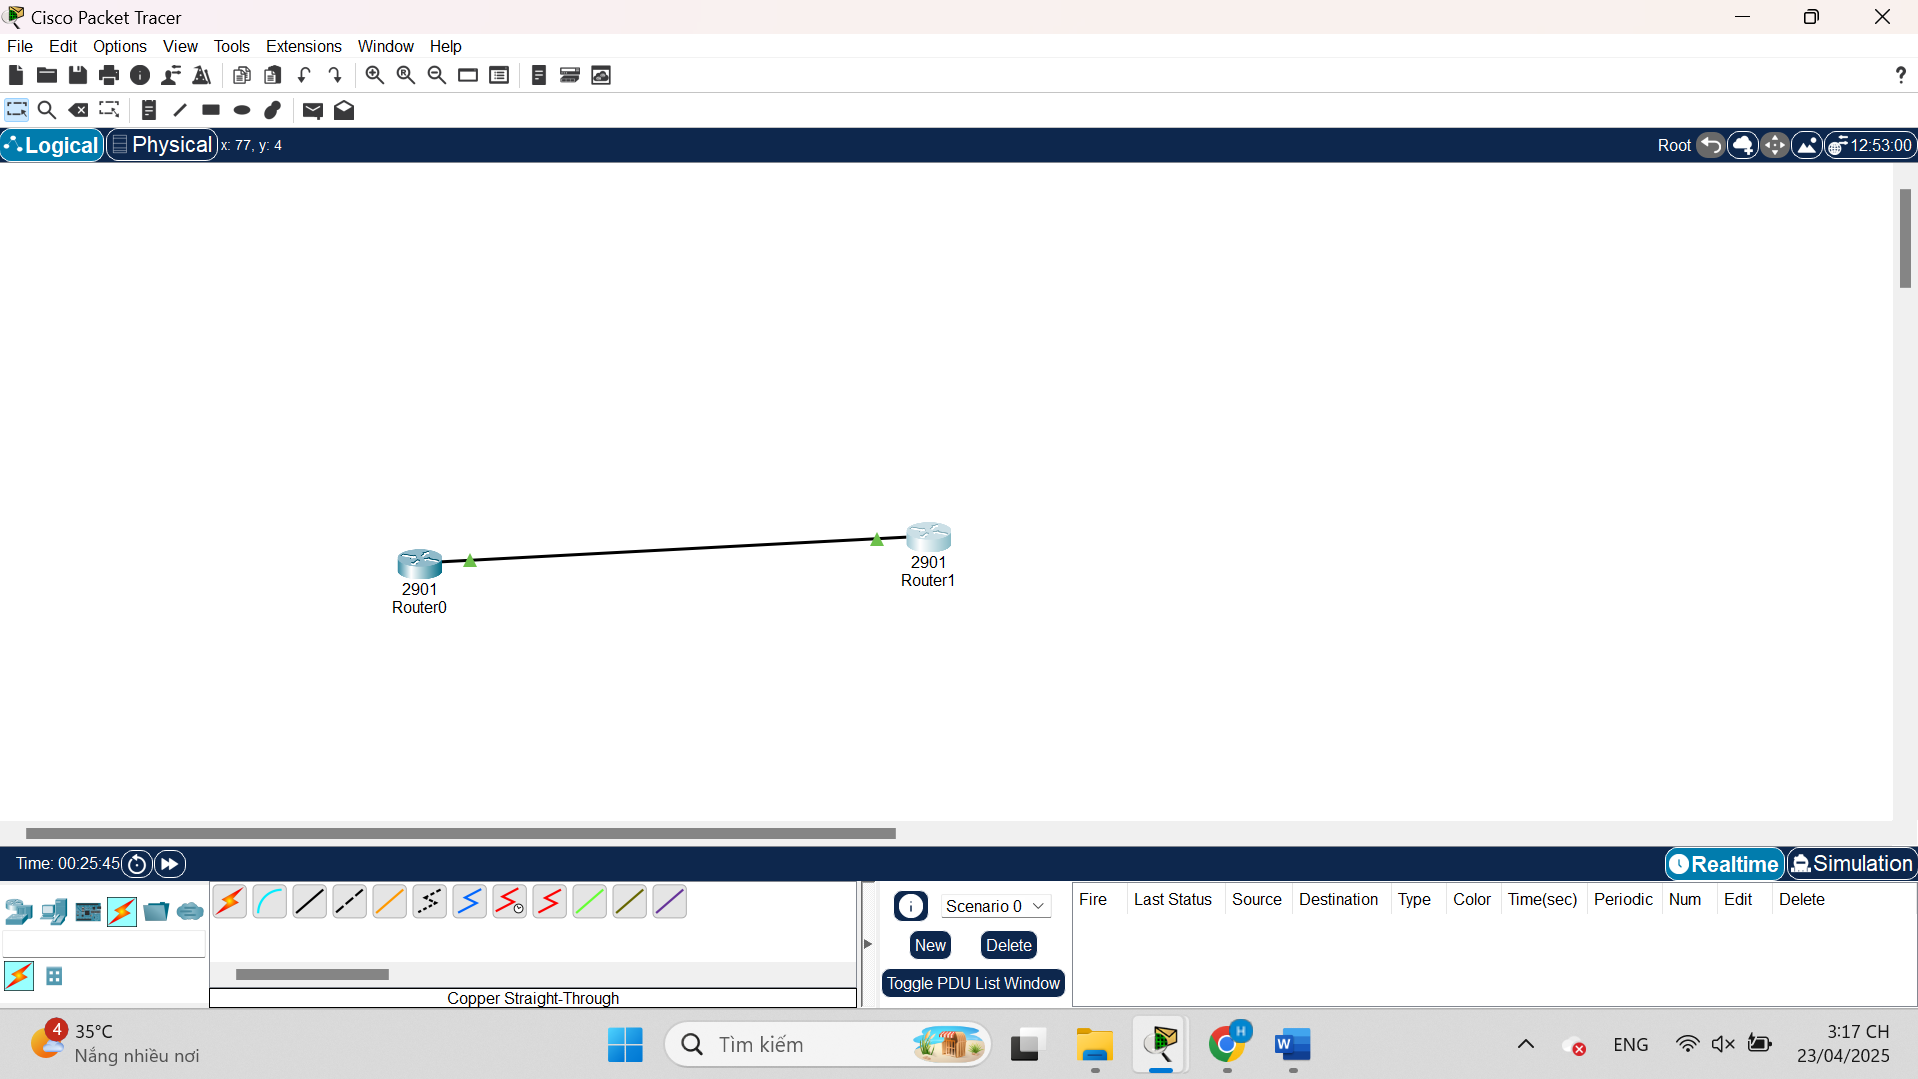 Cisco Packet Tracer
File Edit Options View Tools Extensions Window Help
?
Logical Physical x: 77, y: 4 Root 12:53:00
2901
Router1
2901
Router0
Time: 00:25:45 Realtime Simulation
Scenario 0
New Delete
Toggle PDU List Window
Fire Last Status Source Destination Type Color Time(sec) Periodic Num Edit Delete
Copper Straight-Through
4 35°C
Nắng nhiều nơi
Tìm kiếm
H
W
ENG
3:17 CH
23/04/2025